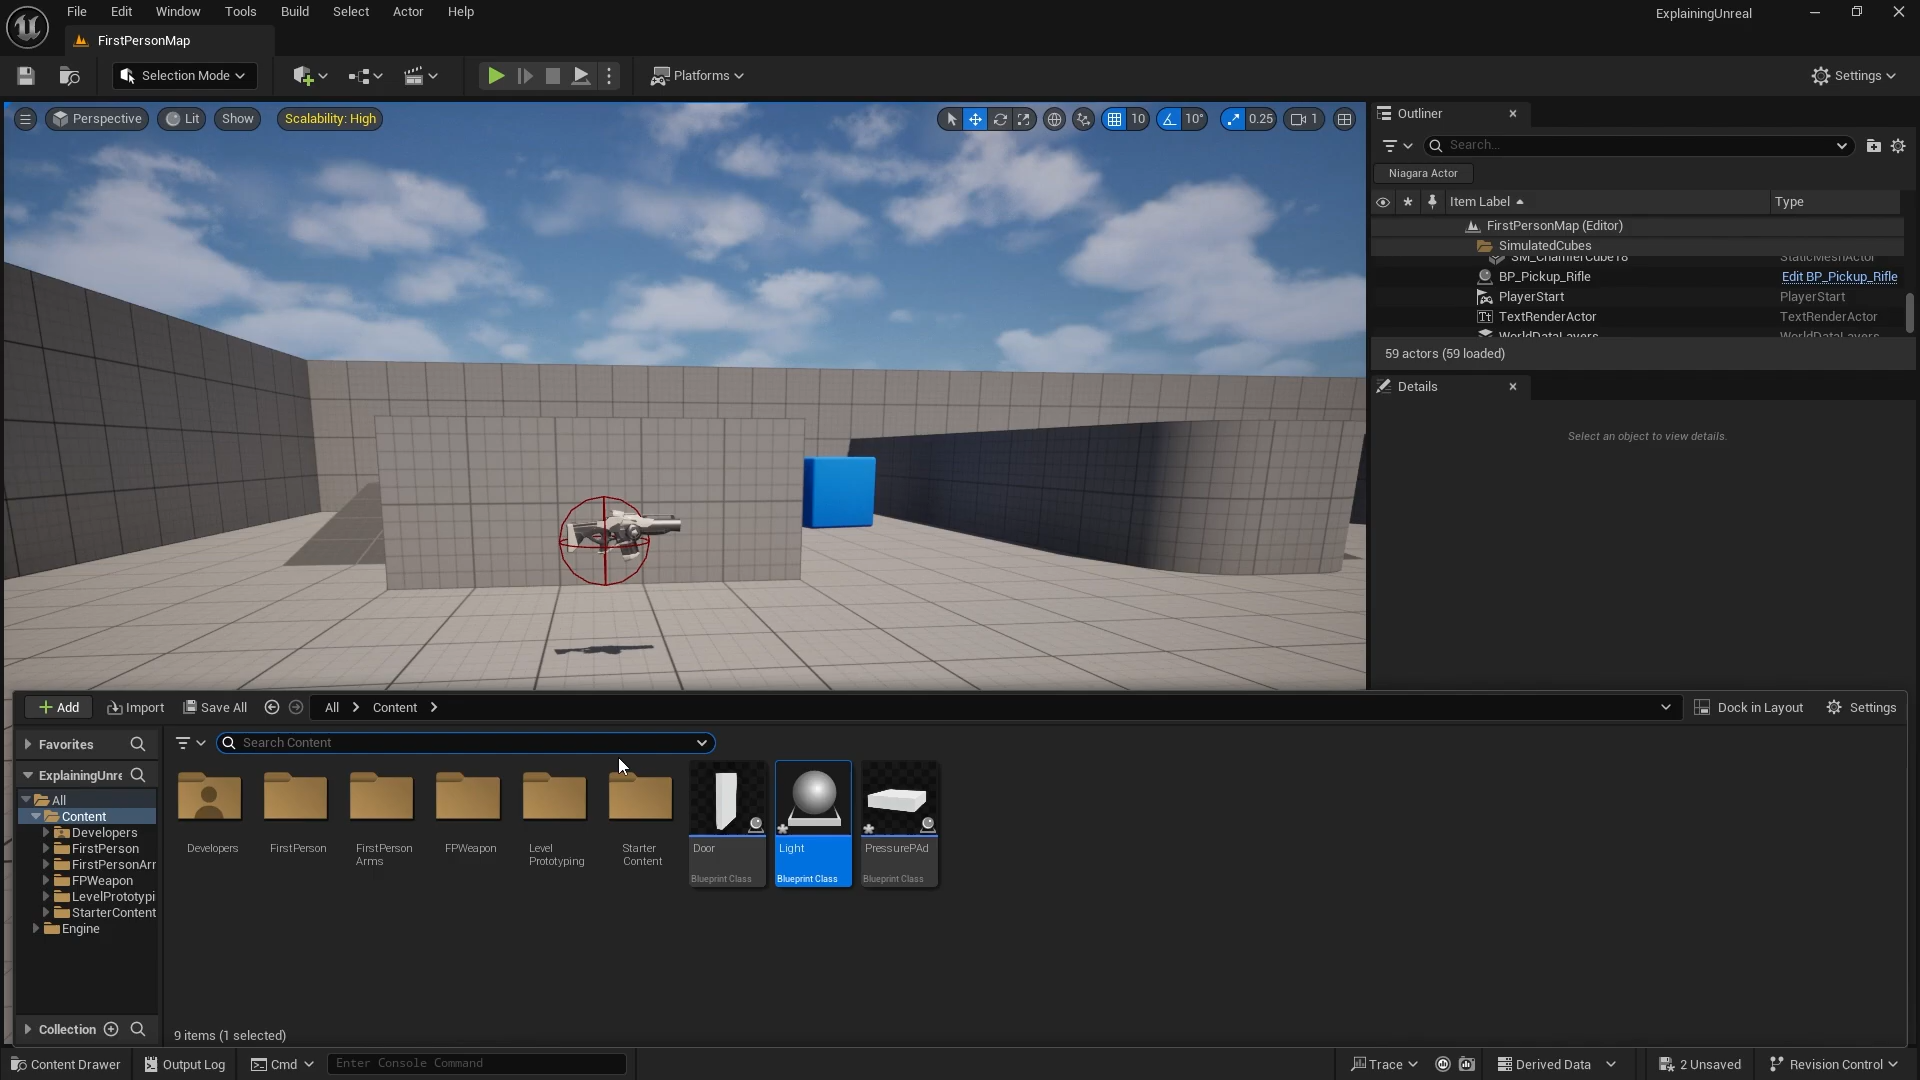 File Edit Window Tools Build Select Actor Help
ExplainingUnreal
FirstPersonMap
Selection Mode
Platforms
Settings
Perspective
Lit
Show
Scalability: High
10
10°
0.25
1
Outliner
Search...
Niagara Actor
Item Label
Type
FirstPersonMap (Editor)
SimulatedCubes
SM_ChamferCube18
StaticMeshActor
BP_Pickup_Rifle
Edit BP_Pickup_Rifle
PlayerStart
PlayerStart
TextRenderActor
TextRenderActor
WorldDataLayers
WorldDataLayers
59 actors (59 loaded)
Details
Select an object to view details.
Add
Import
Save All
All
Content
Dock in Layout
Settings
Favorites
ExplainingUnre
All
Content
Developers
FirstPerson
FirstPersonArr
FPWeapon
LevelPrototypi
StarterContent
Engine
Collection
Search Content
Developers
FirstPerson
FirstPerson
Arms
FPWeapon
Level
Prototyping
Starter
Content
Door
Blueprint Class
Light
Blueprint Class
PressurePAd
Blueprint Class
9 items (1 selected)
Content Drawer
Output Log
Cmd
Enter Console Command
Trace
Derived Data
2 Unsaved
Revision Control